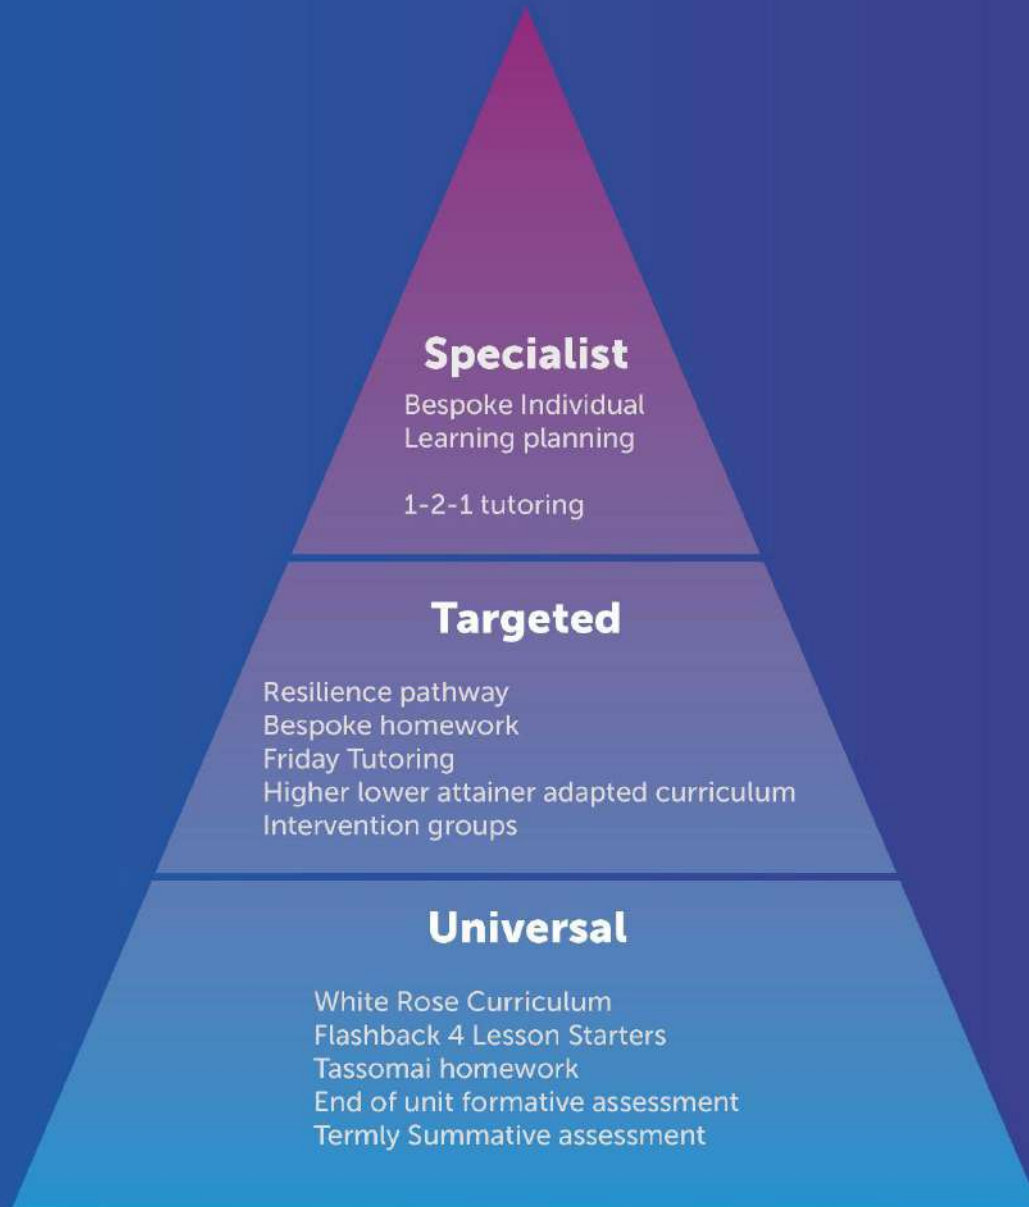 Specialist
Bespoke Individual
Learning planning
1-2-1 tutoring
Targeted
Resilience pathway
Bespoke homework
Friday Tutoring
Higher lower attainer adapted curriculum
Intervention groups
Universal
White Rose Curriculum
Flashback 4 Lesson Starters
Tassomai homework
End of unit formative assessment
Termly Summative assessment